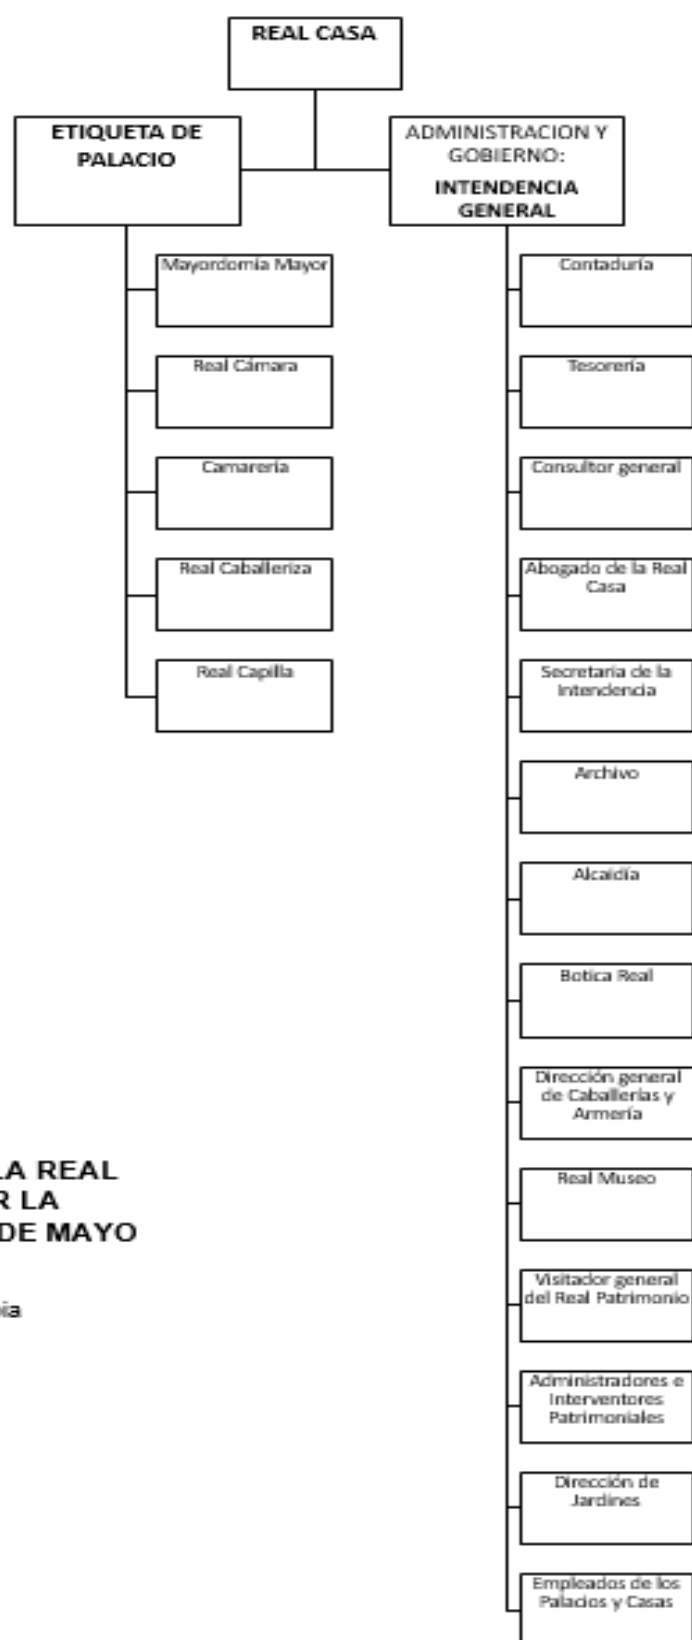 REAL CASA
ETIQUETA DE
PALACIO
ADMINISTRACION Y
GOBIERNO:
INTENDENCIA
GENERAL
Mayordomía Mayor
Real Cámara
Camarería
Real Caballeriza
Real Capilla
Contaduría
Tesorería
Consultor general
Abogado de la Real
Casa
Secretaria de la
Intendencia
Archivo
Alcaidía
Botica Real
Dirección general
de Caballerías y
Armería
Real Museo
Visitador general
del Real Patrimonio
Administradores e
Interventores
Patrimoniales
Dirección de
Jardines
Empleados de los
Palacios y Casas
LA REAL
R LA
DE MAYO